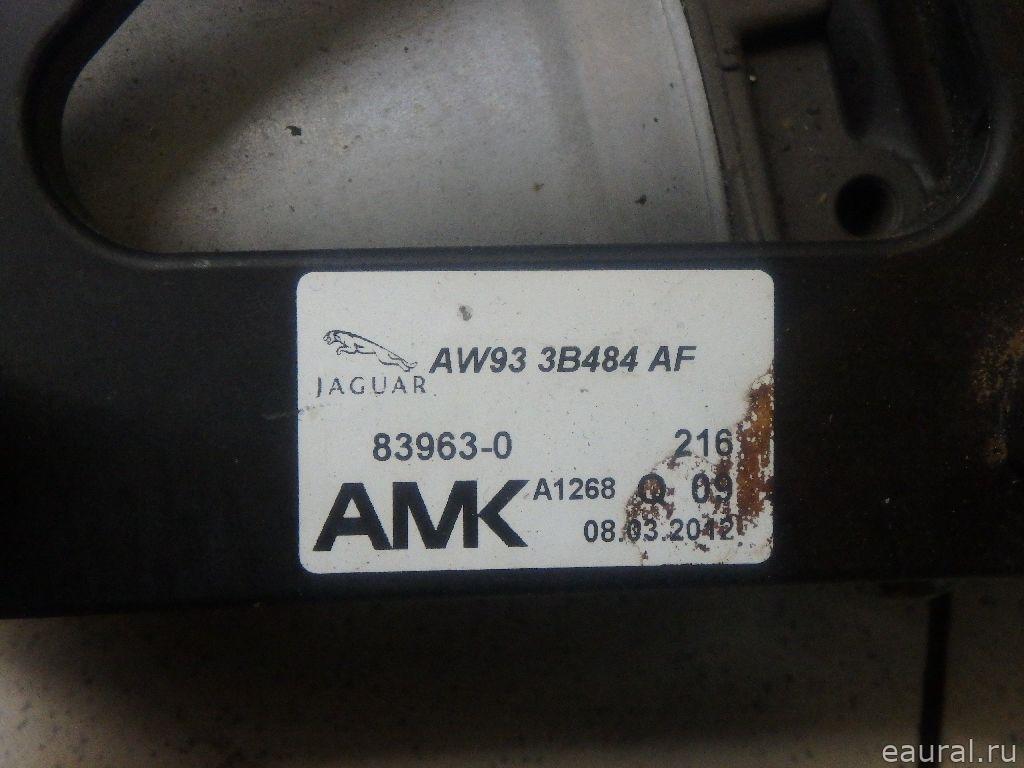 AW93 3B484 AF
JAGUAR
83963-0 216
AMK A1268 Q 09
08.03.2012
eaural.ru